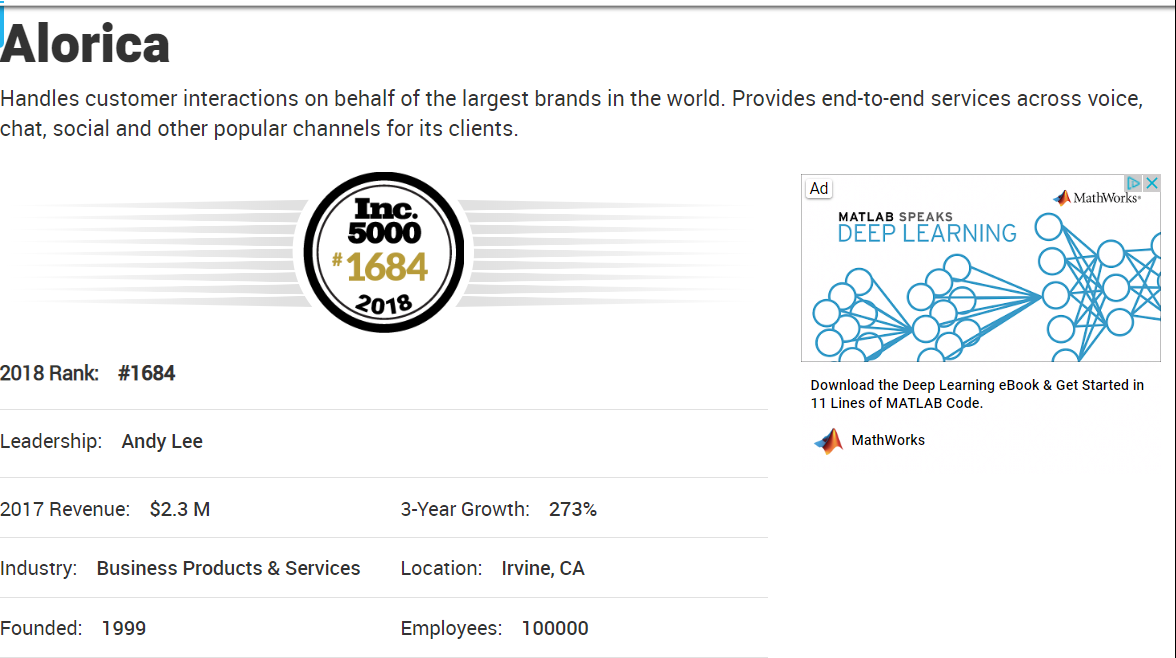 Alorica
Handles customer interactions on behalf of the largest brands in the world. Provides end-to-end services across voice,
chat, social and other popular channels for its clients.
Inc.
5000
#1684
2018
2018 Rank: #1684
Leadership: Andy Lee
2017 Revenue: $2.3 M
3-Year Growth: 273%
Industry: Business Products & Services
Location: Irvine, CA
Founded: 1999
Employees: 100000
Ad
MathWorks®
MATLAB SPEAKS
DEEP LEARNING
Download the Deep Learning eBook & Get Started in
11 Lines of MATLAB Code.
MathWorks